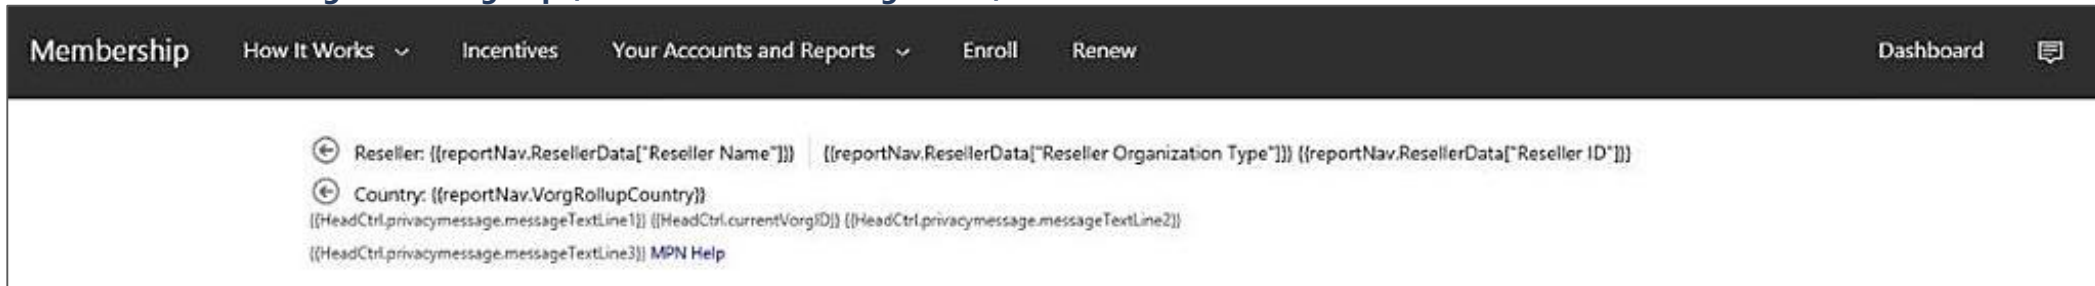 Membership How It Works Incentives Your Accounts and Reports Enroll Renew Dashboard
Reseller: {{reportNav.ResellerData["Reseller Name"]}} {{reportNav.ResellerData["Reseller Organization Type"]}} {{reportNav.ResellerData["Reseller ID"]}}
Country: {{reportNav.VorgRollupCountry}}
{{HeadCtrl.privacymessage.messageTextLine1}} {{HeadCtrl.currentVorgID}} {{HeadCtrl.privacymessage.messageTextLine2}}
{{HeadCtrl.privacymessage.messageTextLine3}} MPN Help